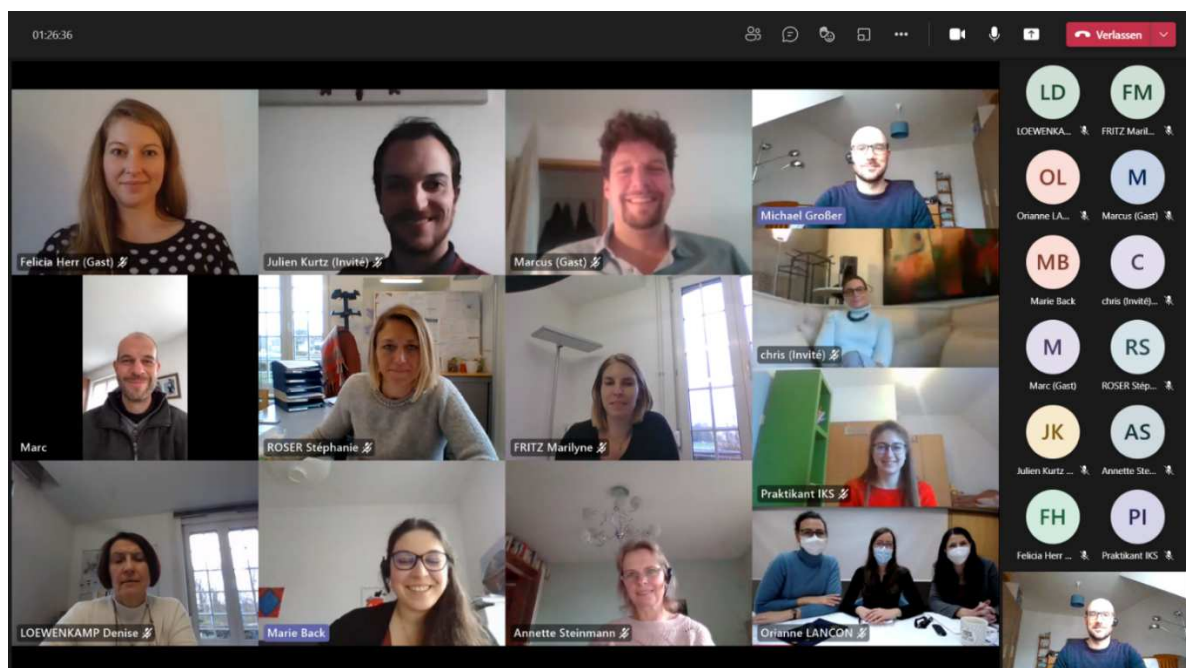 01:26:36
Verlassen
Felicia Herr (Gast)
Julien Kurtz (Invité)
Marcus (Gast)
Michael Großer
chris (Invité)
Marc
ROSER Stéphanie
FRITZ Marilyne
Praktikant IKS
LOEWENKAMP Denise
Marie Back
Annette Steinmann
Orianne LANCON
LD
FM
LOEWENKA...
FRITZ Maril...
OL
M
Orianne LA...
Marcus (Gast)
MB
C
Marie Back
chris (Invité)...
M
RS
Marc (Gast)
ROSER Stép...
JK
AS
Julien Kurtz ...
Annette Ste...
FH
PI
Felicia Herr ...
Praktikant IKS